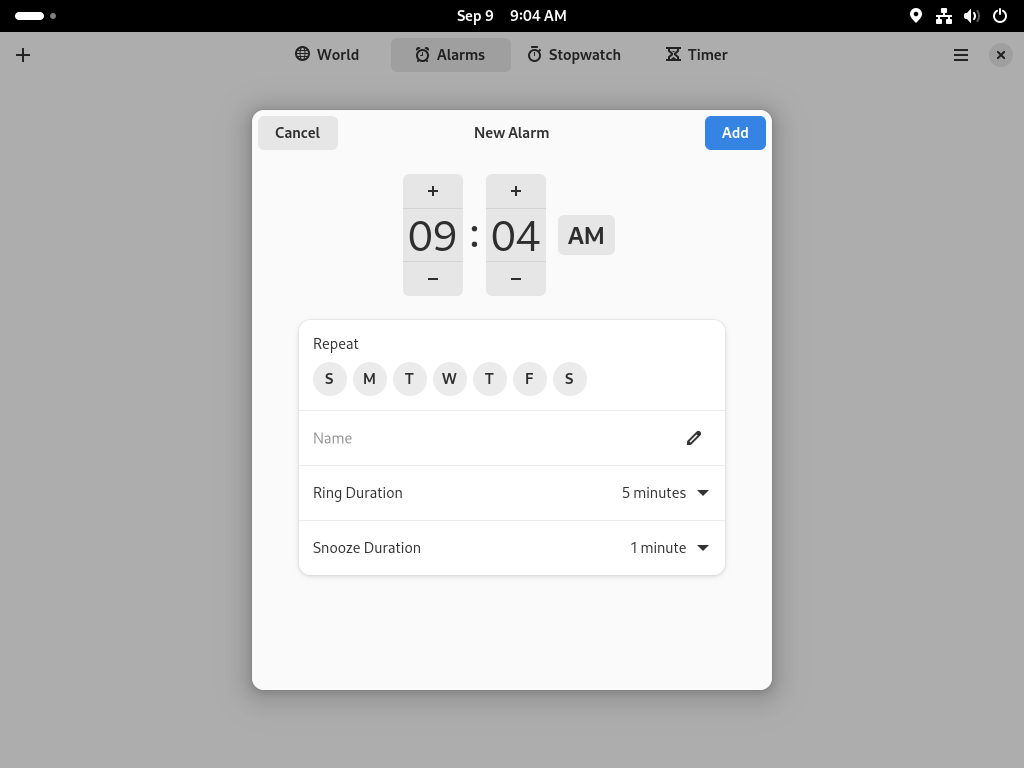 Sep 9 9:04 AM
World Alarms Stopwatch Timer
Cancel New Alarm Add
+ +
09 : 04 AM
− −
Repeat
S M T W T F S
Name
Ring Duration 5 minutes
Snooze Duration 1 minute